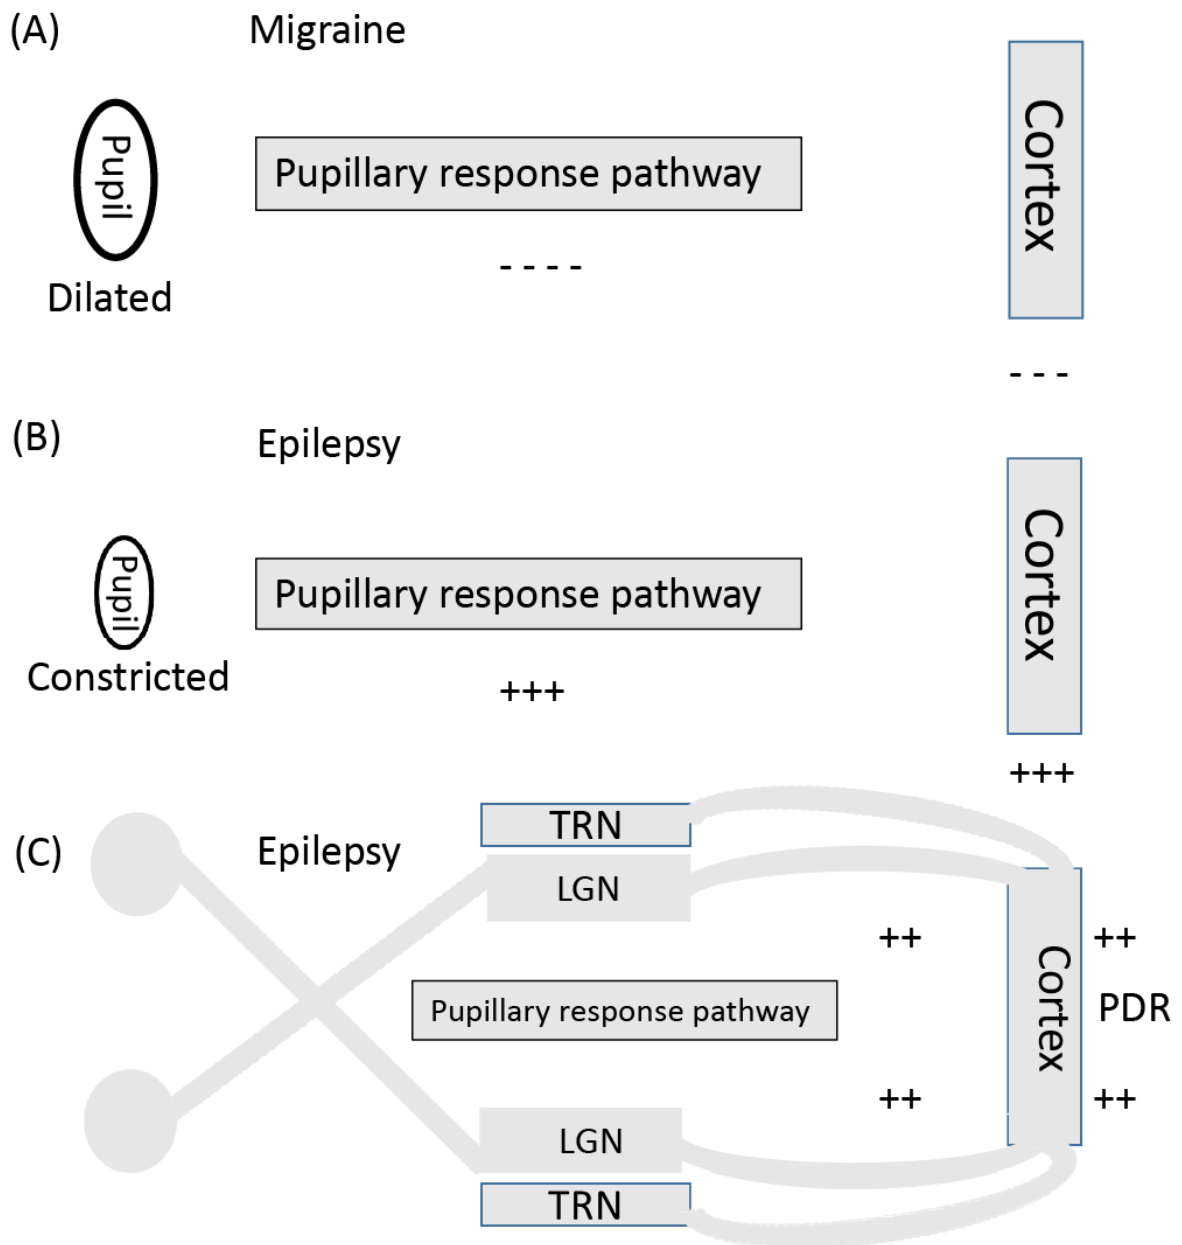 (A)
Migraine
Pupil
Pupillary response pathway
Cortex
Dilated
- - - -
- - -
(B)
Epilepsy
Pupil
Pupillary response pathway
Cortex
Constricted
+++
+++
(C)
Epilepsy
TRN
LGN
++
++
Pupillary response pathway
Cortex
PDR
++
++
LGN
TRN